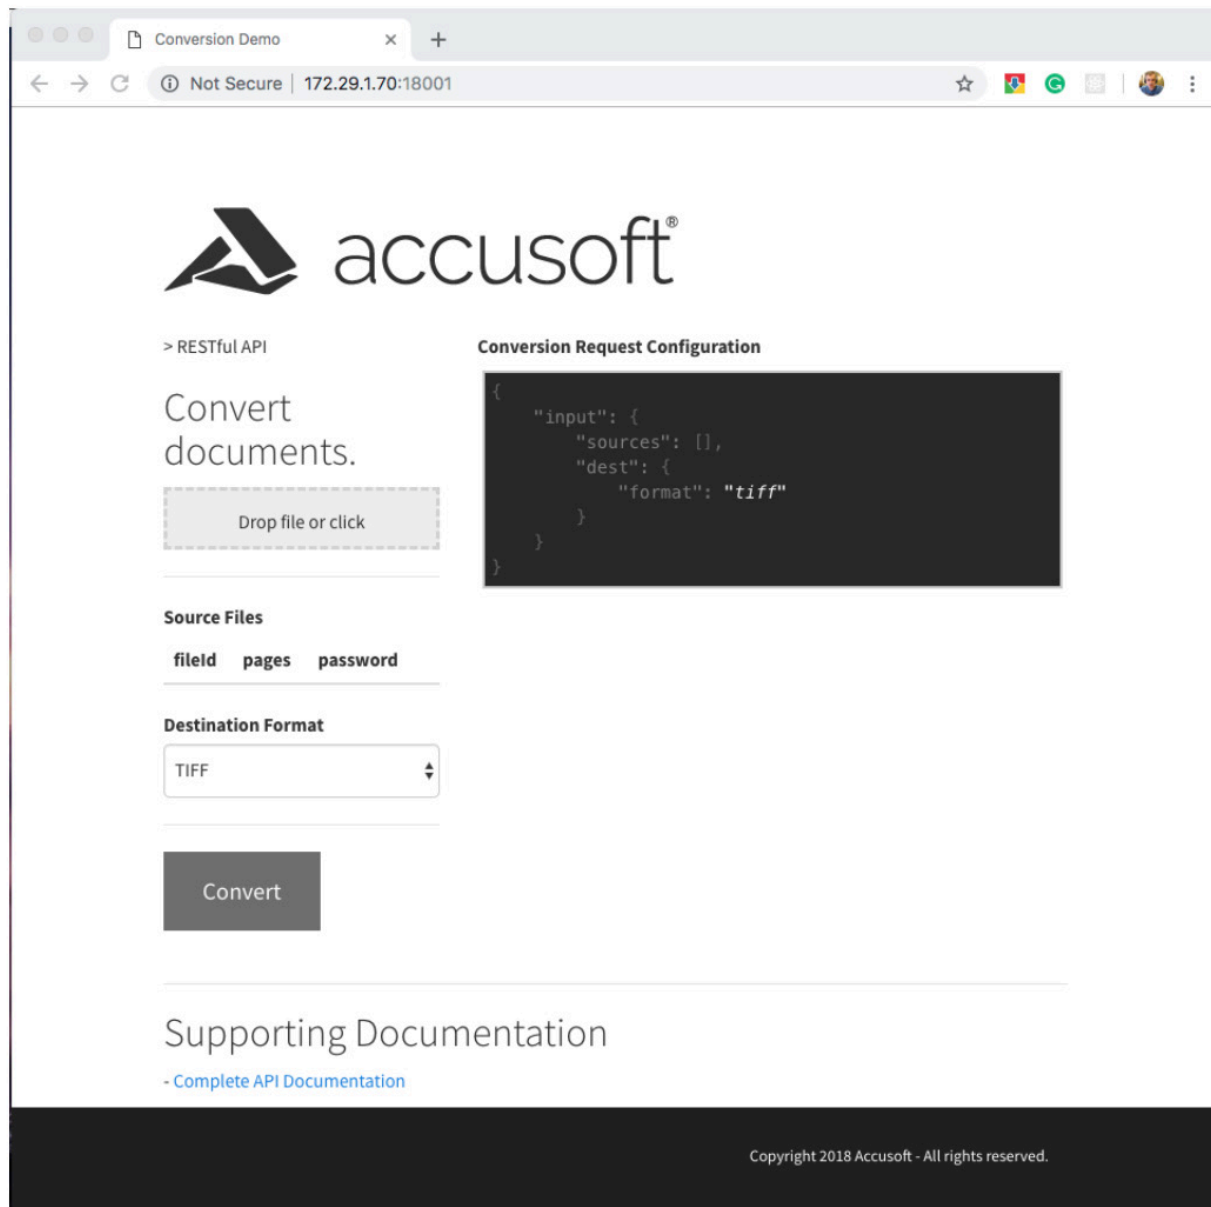 Conversion Demo
Not Secure | 172.29.1.70:18001
accusoft®
> RESTful API
Convert
documents.
Drop file or click
Source Files
fileId pages password
Destination Format
TIFF
Convert
Conversion Request Configuration
{
    "input": {
        "sources": [],
        "dest": {
            "format": "tiff"
        }
    }
}
Supporting Documentation
- Complete API Documentation
Copyright 2018 Accusoft - All rights reserved.